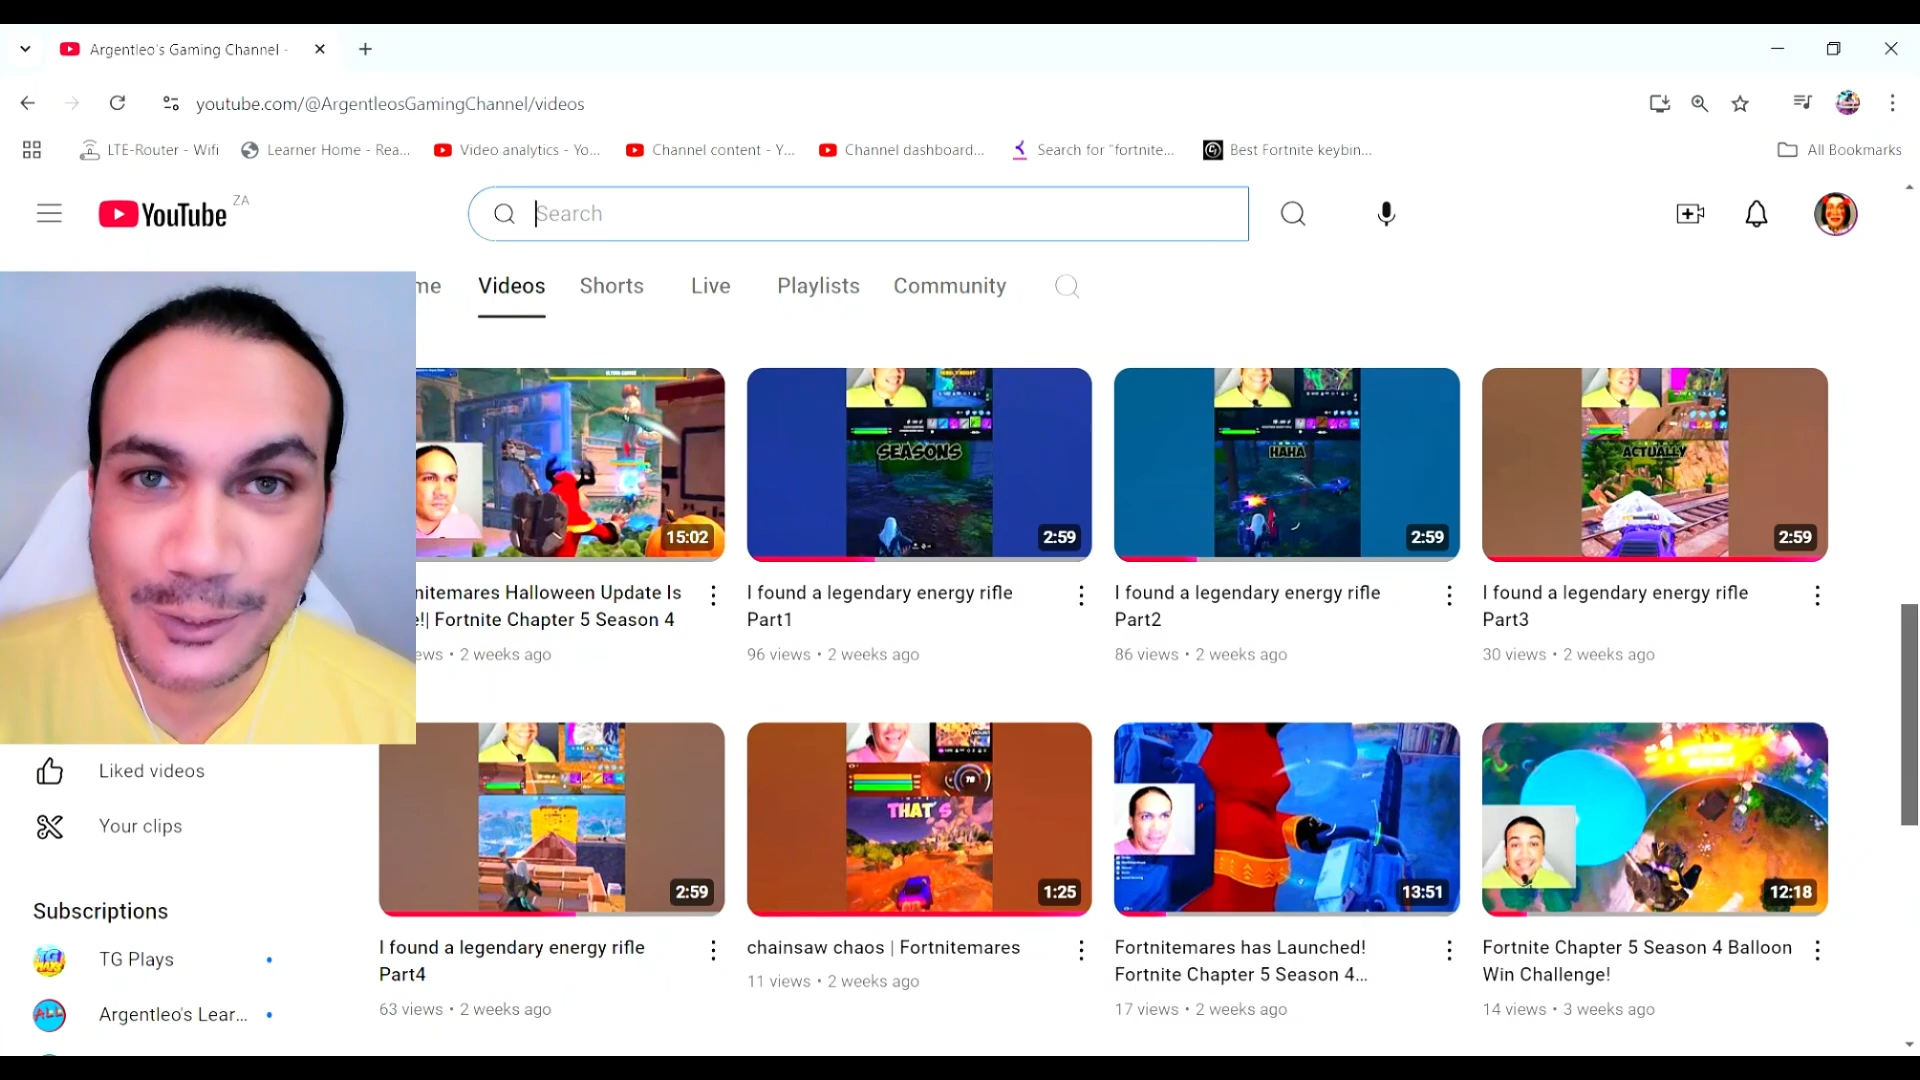 Argentleo's Gaming Channel -
youtube.com/@ArgentleosGamingChannel/videos
LTE-Router - Wifi
Learner Home - Rea...
Video analytics - Yo...
Channel content - Y...
Channel dashboard...
Search for "fortnite...
Best Fortnite keybin...
All Bookmarks
YouTube ZA
Search
me
Videos
Shorts
Live
Playlists
Community
15:02
SEASONS
2:59
HAHA
2:59
ACTUALLY
2:59
nitemares Halloween Update Is
e!| Fortnite Chapter 5 Season 4
ews • 2 weeks ago
I found a legendary energy rifle
Part1
96 views • 2 weeks ago
I found a legendary energy rifle
Part2
86 views • 2 weeks ago
I found a legendary energy rifle
Part3
30 views • 2 weeks ago
Liked videos
Your clips
Subscriptions
TG Plays
Argentleo's Lear...
2:59
THAT'S
1:25
13:51
12:18
I found a legendary energy rifle
Part4
63 views • 2 weeks ago
chainsaw chaos | Fortnitemares
11 views • 2 weeks ago
Fortnitemares has Launched!
Fortnite Chapter 5 Season 4...
17 views • 2 weeks ago
Fortnite Chapter 5 Season 4 Balloon
Win Challenge!
14 views • 3 weeks ago